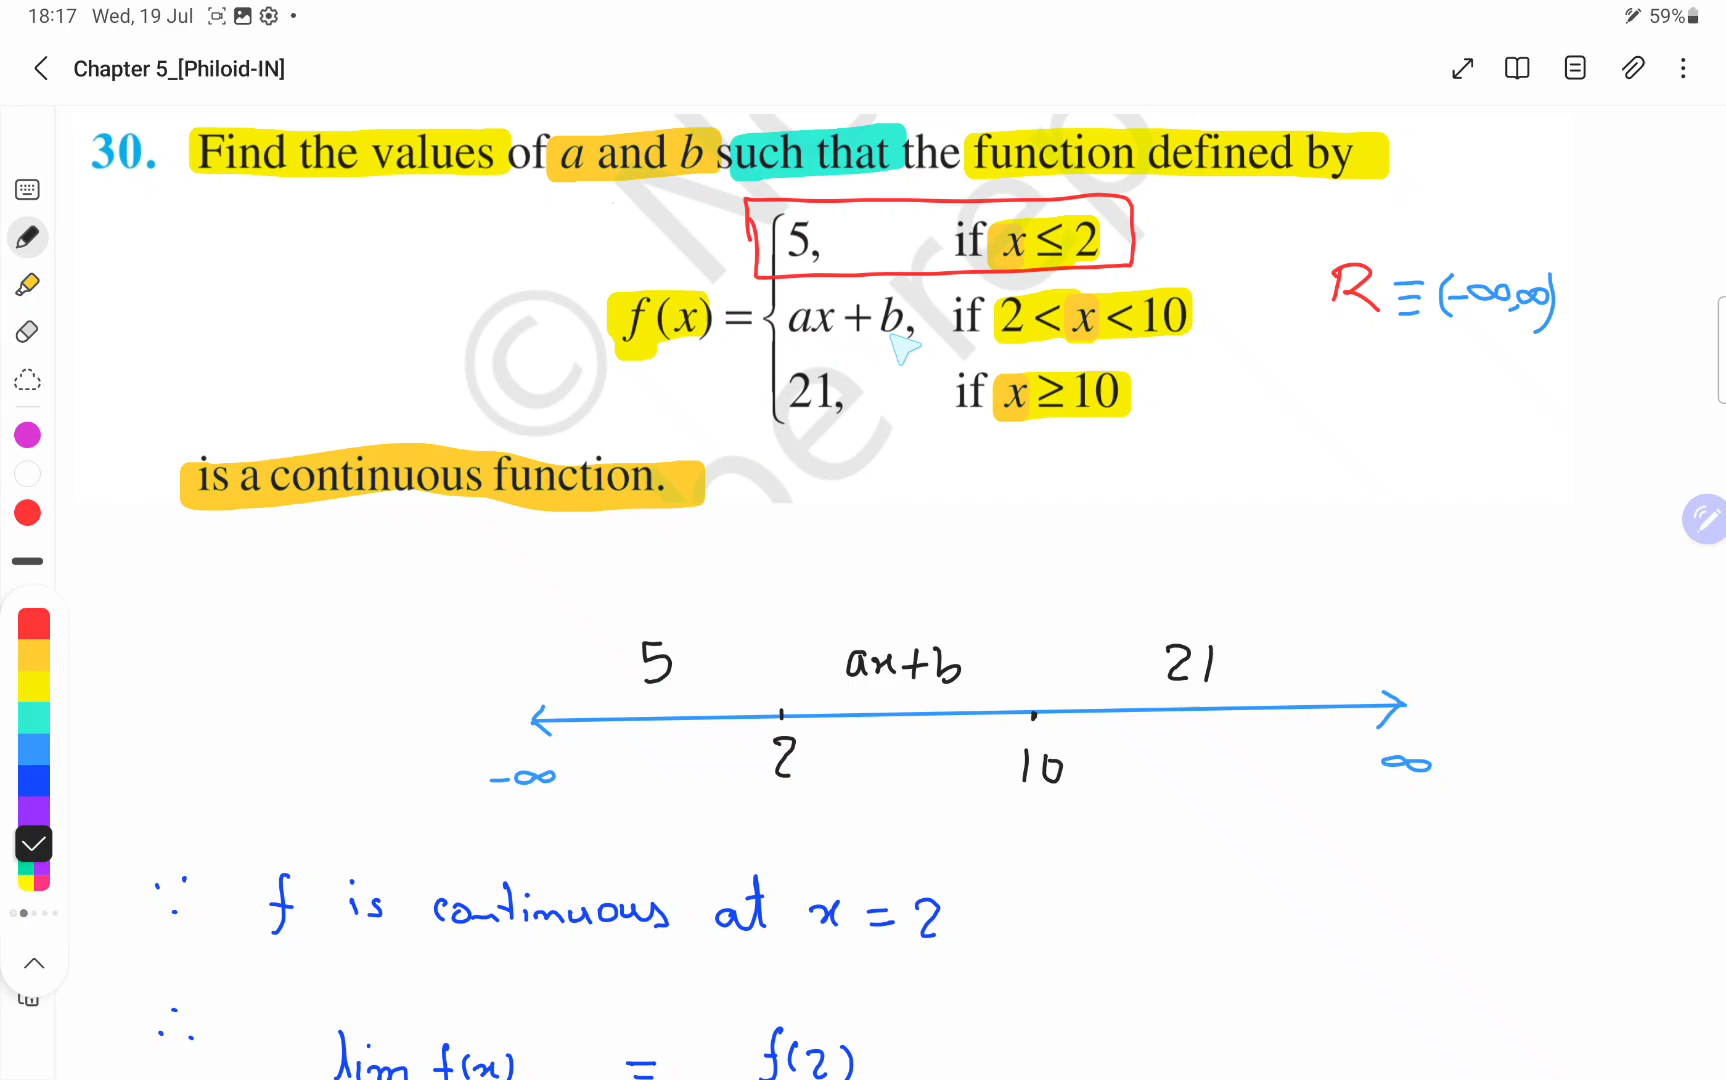 18:17 Wed, 19 Jul 59%
Chapter 5_[Philoid-IN]
30. Find the values of a and b such that the function defined by
5, if x ≤ 2
f(x) = { ax + b, if 2 < x < 10
21, if x ≥ 10
R ≡ (-∞,∞)
is a continuous function.
5 ax+b 21
-∞ 2 10 ∞
∵ f is continuous at x = 2
∴ lim f(x) = f(2)